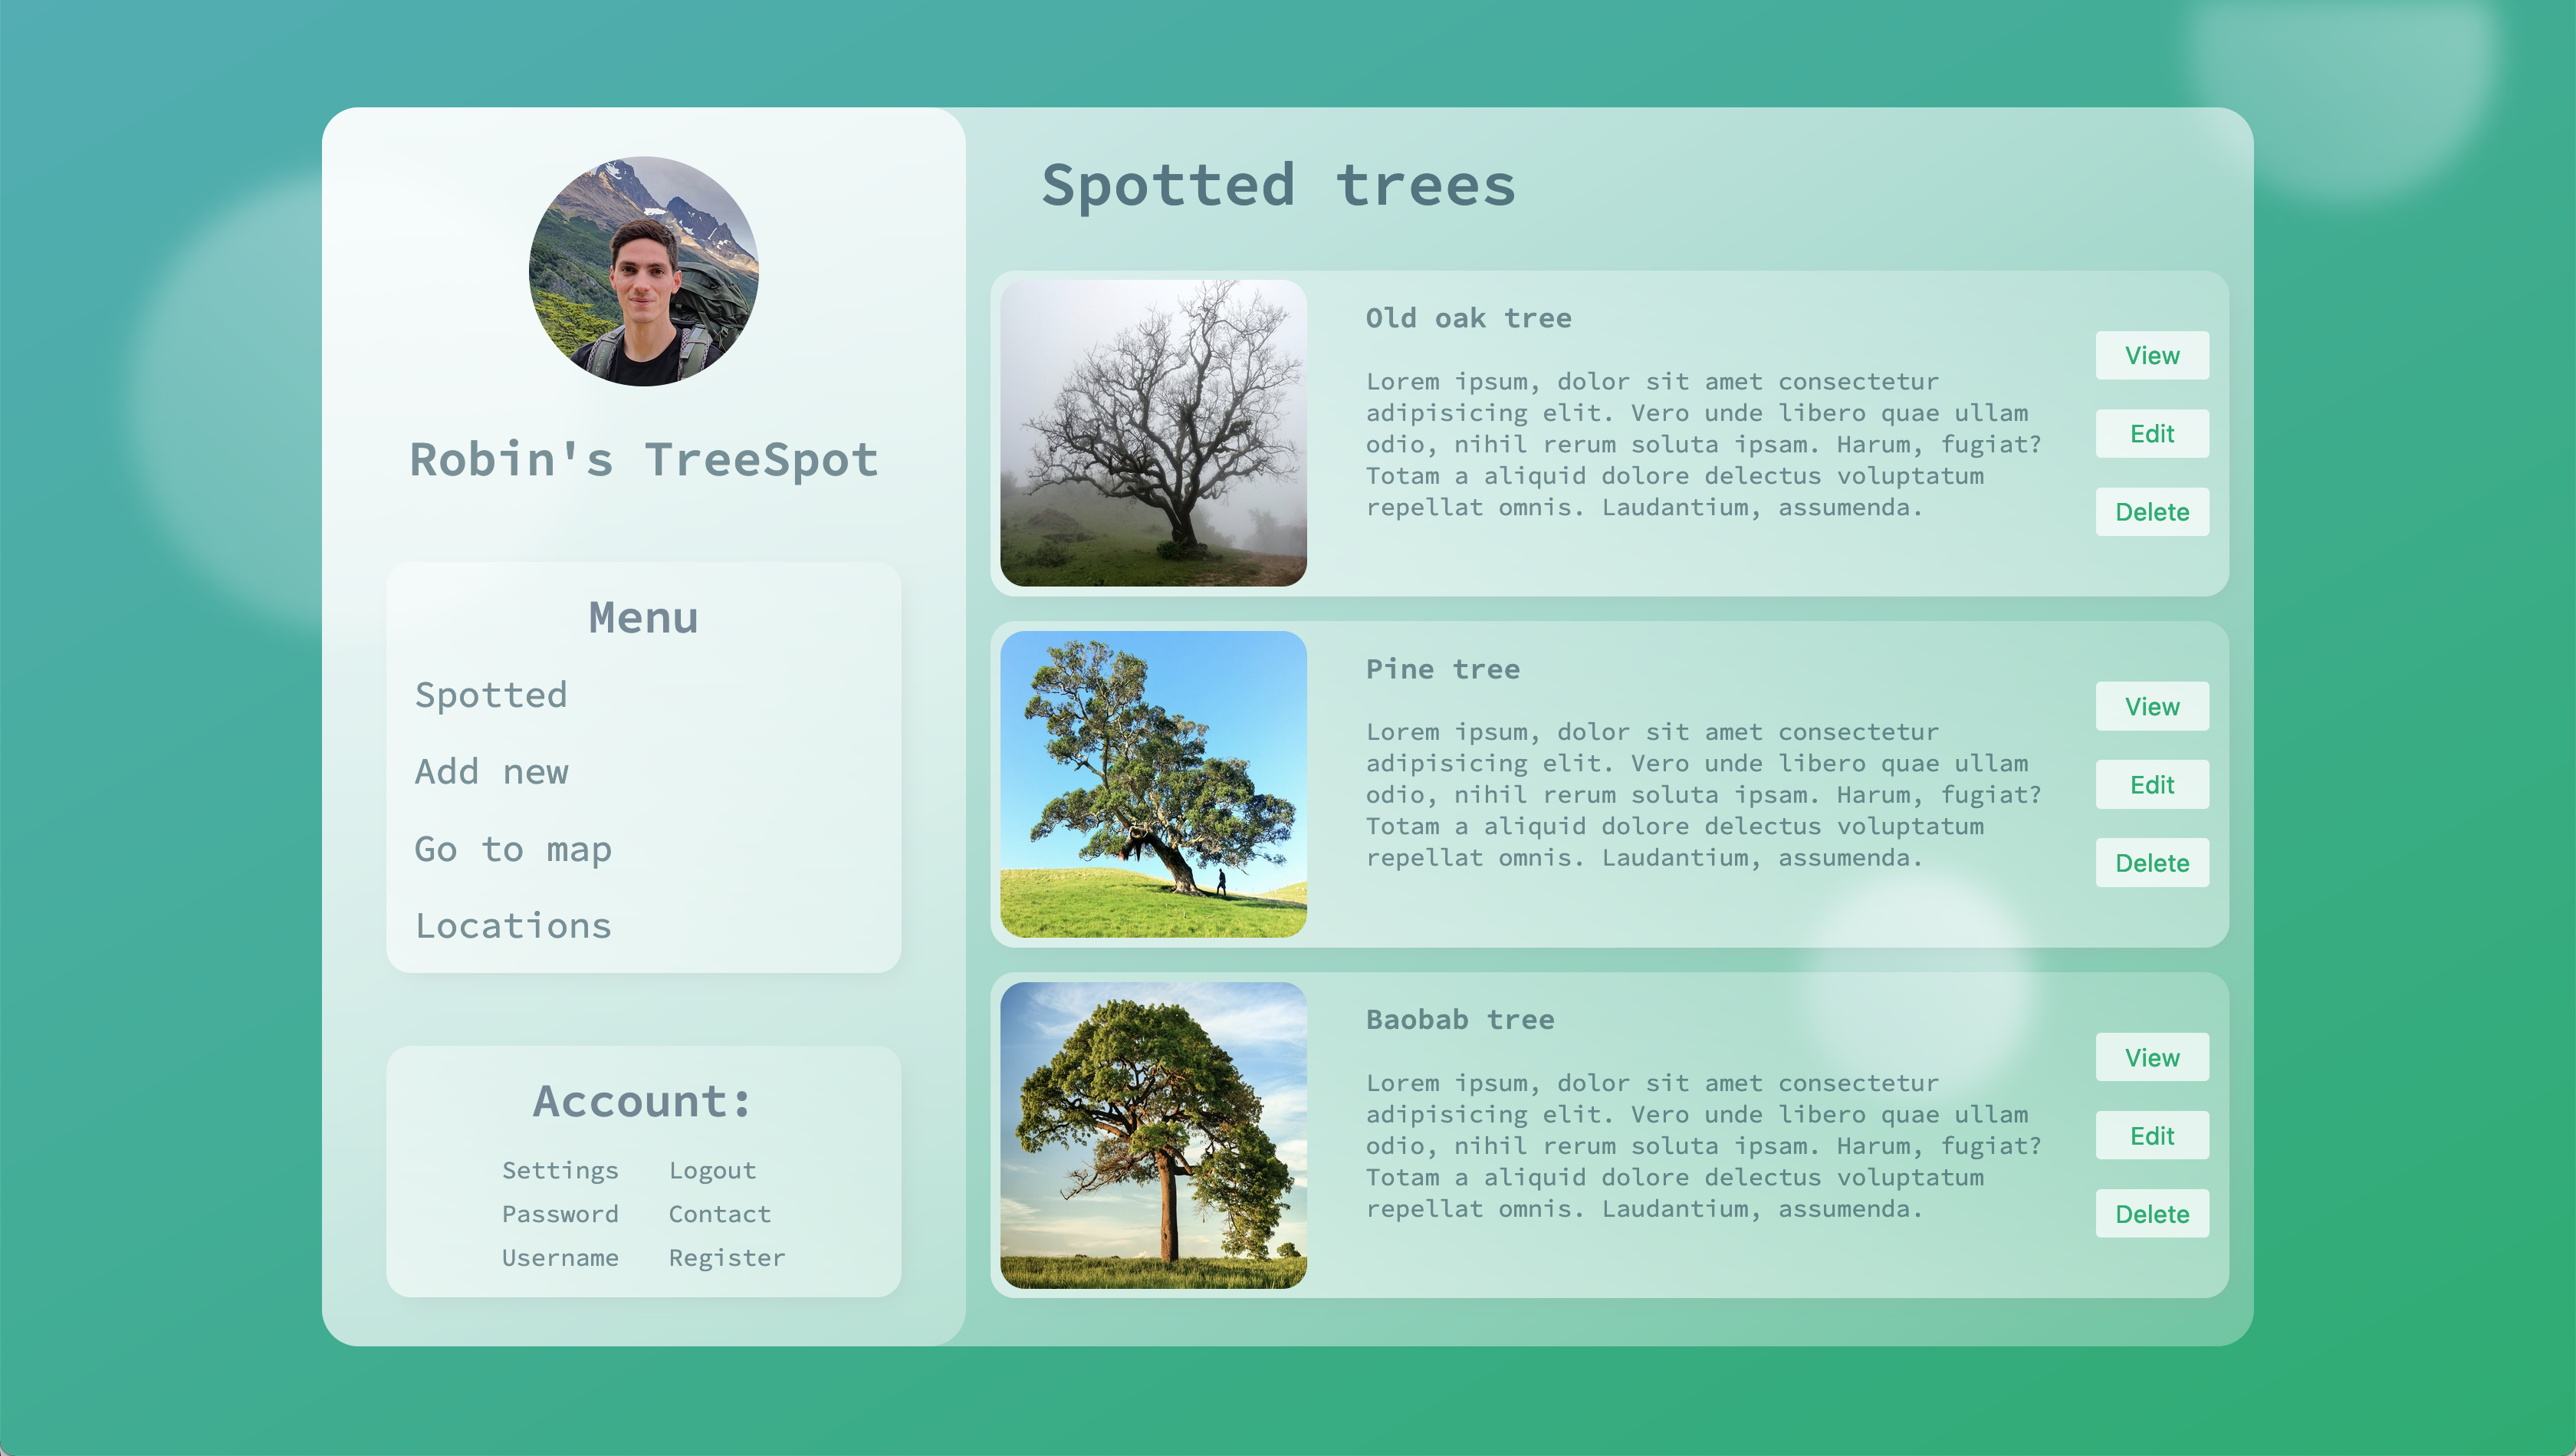 Robin's TreeSpot
Menu
Spotted
Add new
Go to map
Locations
Account:
Settings Logout
Password Contact
Username Register
Spotted trees
Old oak tree
Lorem ipsum, dolor sit amet consectetur
adipisicing elit. Vero unde libero quae ullam
odio, nihil rerum soluta ipsam. Harum, fugiat?
Totam a aliquid dolore delectus voluptatum
repellat omnis. Laudantium, assumenda.
View
Edit
Delete
Pine tree
Lorem ipsum, dolor sit amet consectetur
adipisicing elit. Vero unde libero quae ullam
odio, nihil rerum soluta ipsam. Harum, fugiat?
Totam a aliquid dolore delectus voluptatum
repellat omnis. Laudantium, assumenda.
View
Edit
Delete
Baobab tree
Lorem ipsum, dolor sit amet consectetur
adipisicing elit. Vero unde libero quae ullam
odio, nihil rerum soluta ipsam. Harum, fugiat?
Totam a aliquid dolore delectus voluptatum
repellat omnis. Laudantium, assumenda.
View
Edit
Delete